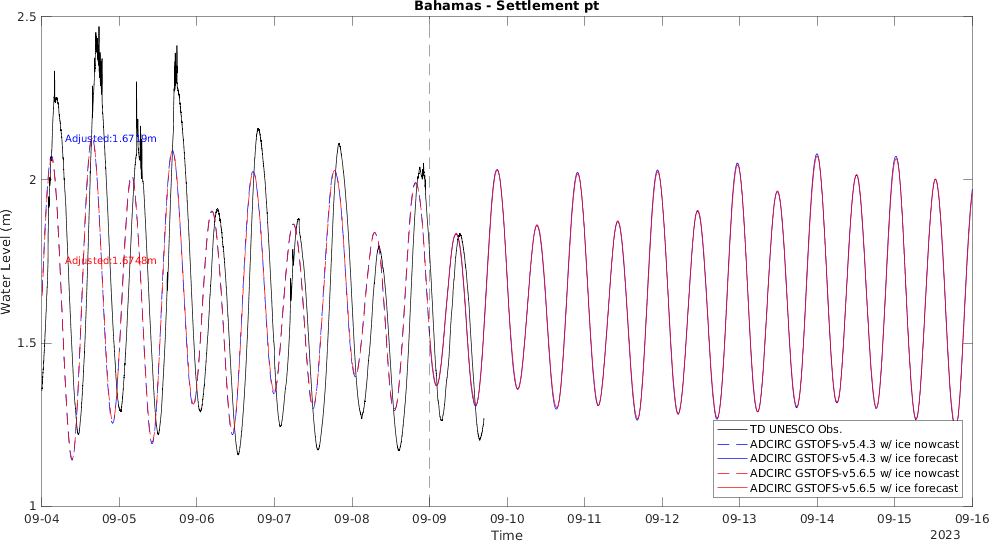 Bahamas - Settlement pt
2.5
2
1.5
1
Water Level (m)
Adjusted:1.6719m
Adjusted:1.6748m
TD UNESCO Obs.
ADCIRC GSTOFS-v5.4.3 w/ ice nowcast
ADCIRC GSTOFS-v5.4.3 w/ ice forecast
ADCIRC GSTOFS-v5.6.5 w/ ice nowcast
ADCIRC GSTOFS-v5.6.5 w/ ice forecast
09-04 09-05 09-06 09-07 09-08 09-09 09-10 09-11 09-12 09-13 09-14 09-15 09-16
Time
2023